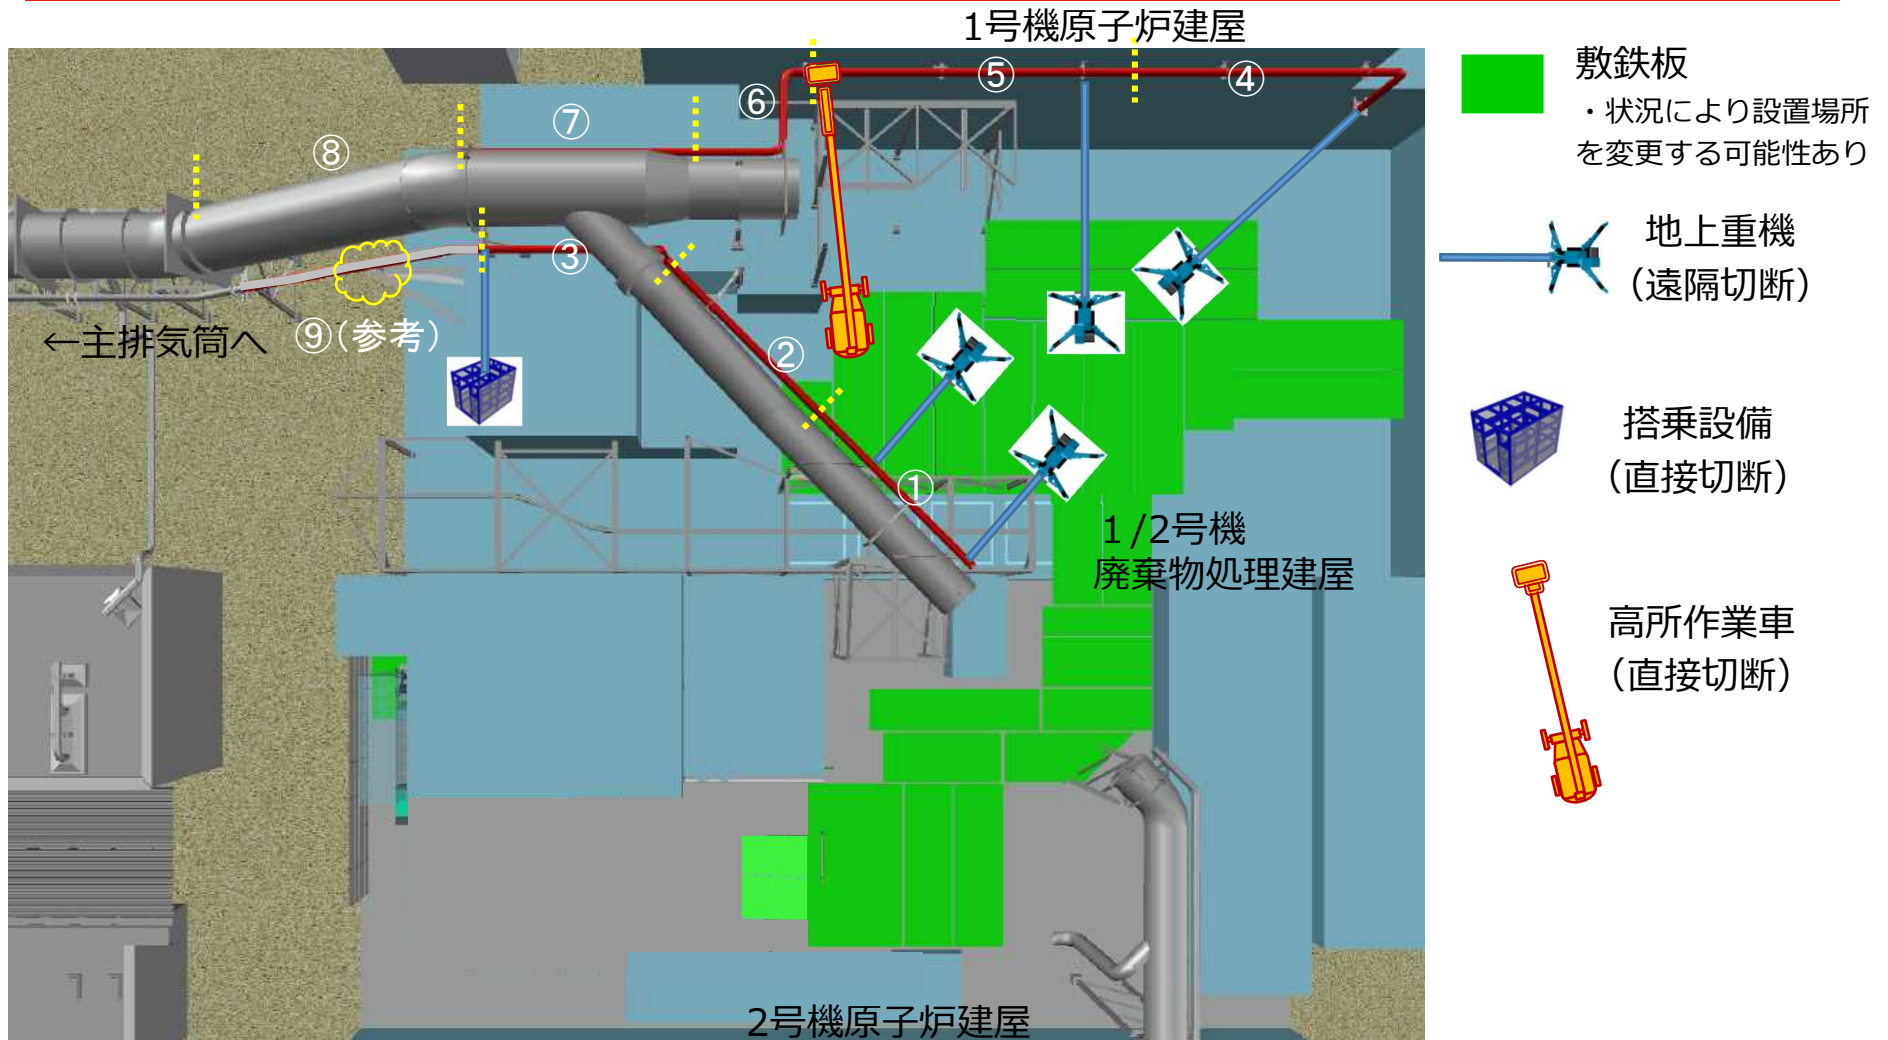 1号機原子炉建屋
⑤
④
⑥
⑦
⑧
③
⑨(参考)
←主排気筒へ
②
①
1/2号機
廃棄物処理建屋
2号機原子炉建屋
敷鉄板
・状況により設置場所
を変更する可能性あり
地上重機
(遠隔切断)
搭乗設備
(直接切断)
高所作業車
(直接切断)